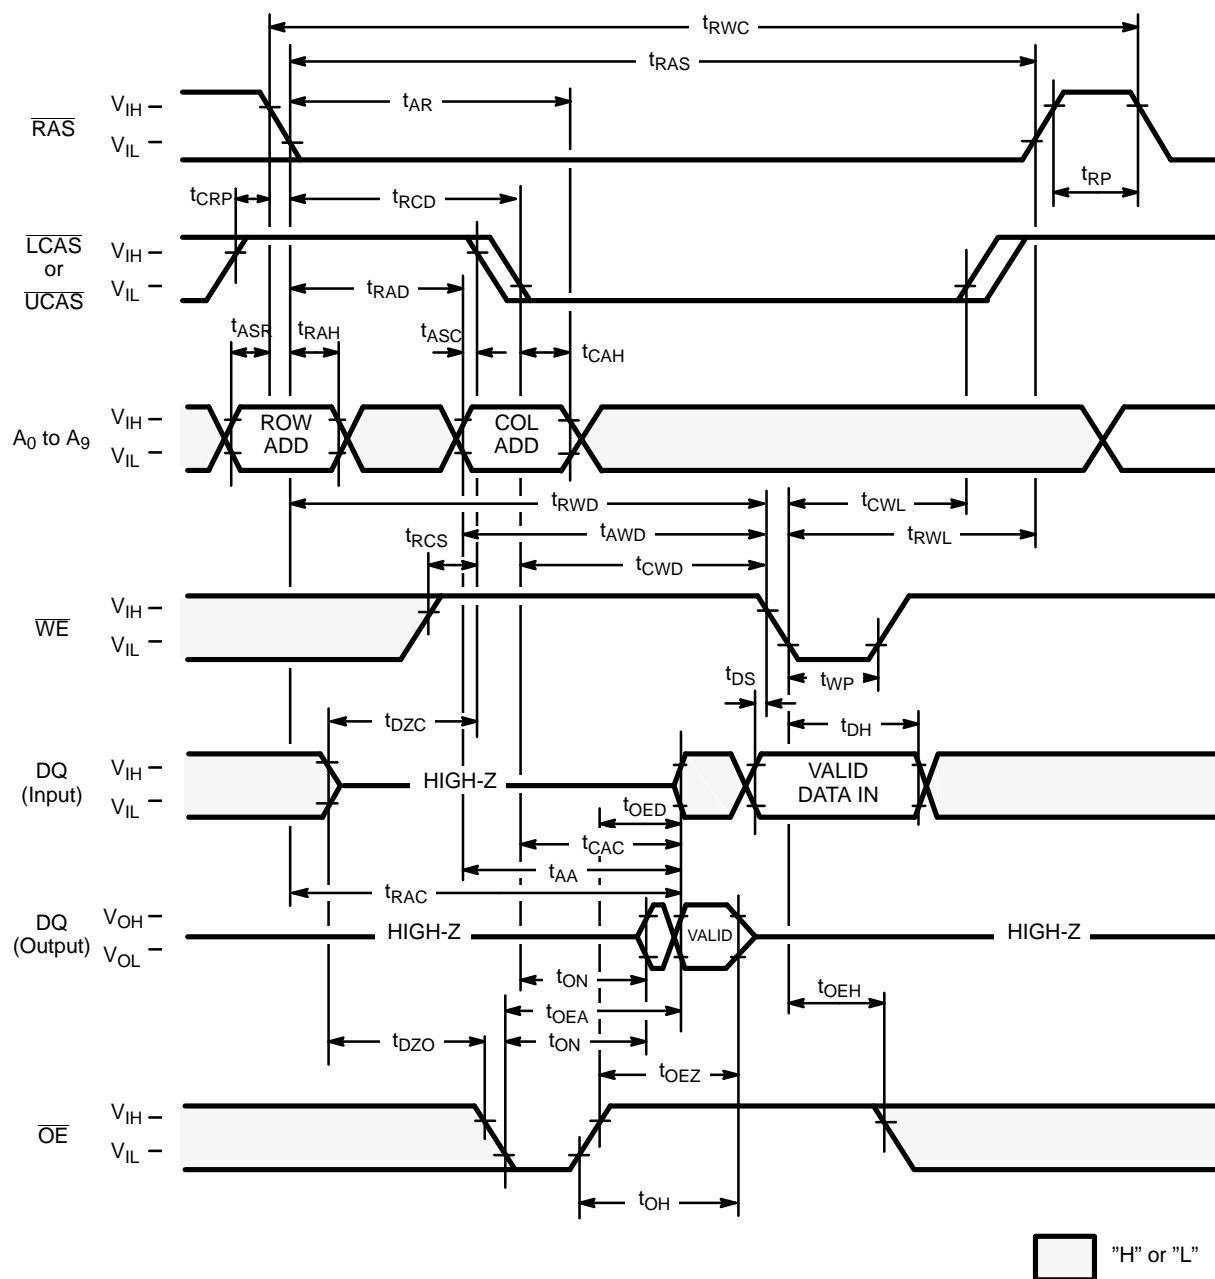 tRWC
tRAS
tAR
RAS
VIH
VIL
tCRP
tRCD
tRP
LCAS
or
UCAS
VIH
VIL
tRAD
tASR
tRAH
tASC
tCAH
A0 to A9
VIH
VIL
ROW
ADD
COL
ADD
tRWD
tCWL
tRCS
tAWD
tRWL
tCWD
WE
VIH
VIL
tDS
tWP
tDZC
tDH
DQ
(Input)
VIH
VIL
HIGH-Z
VALID
DATA IN
tOED
tCAC
tAA
tRAC
DQ
(Output)
VOH
VOL
HIGH-Z
VALID
HIGH-Z
tON
tOEH
tOEA
tDZO
tON
tOEZ
OE
VIH
VIL
tOH
”H” or ”L”